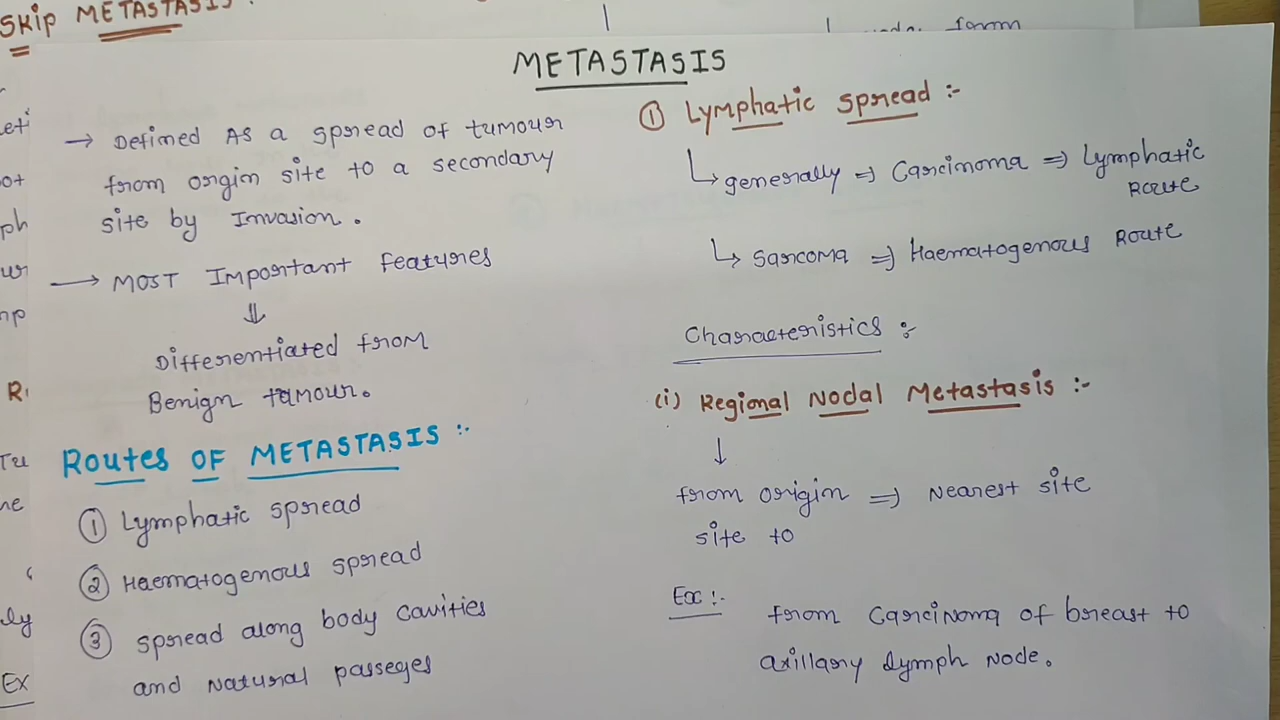 SKIP METASTASIS :
form
METASTASIS
→ Defined As a spread of tumour
from orgin site to a secondary
site by Invasion.
→ MOST Important features
⇓
Differentiated from
Benign tumour.
Routes OF METASTASIS :-
① Lymphatic spread
② Haematogenous spread
③ spread along body cavities
and Natural passeges
① Lymphatic spread :-
↳ generally ⇒ Carcinoma ⇒ Lymphatic
Route
↳ Sarcoma ⇒ Haematogenous Route
Characteristics :-
(i) Regional Nodal Metastasis :-
↓
from origin ⇒ Nearest site
site to
Ex :-
from Carcinoma of breast to
axillary lymph Node.
Ex